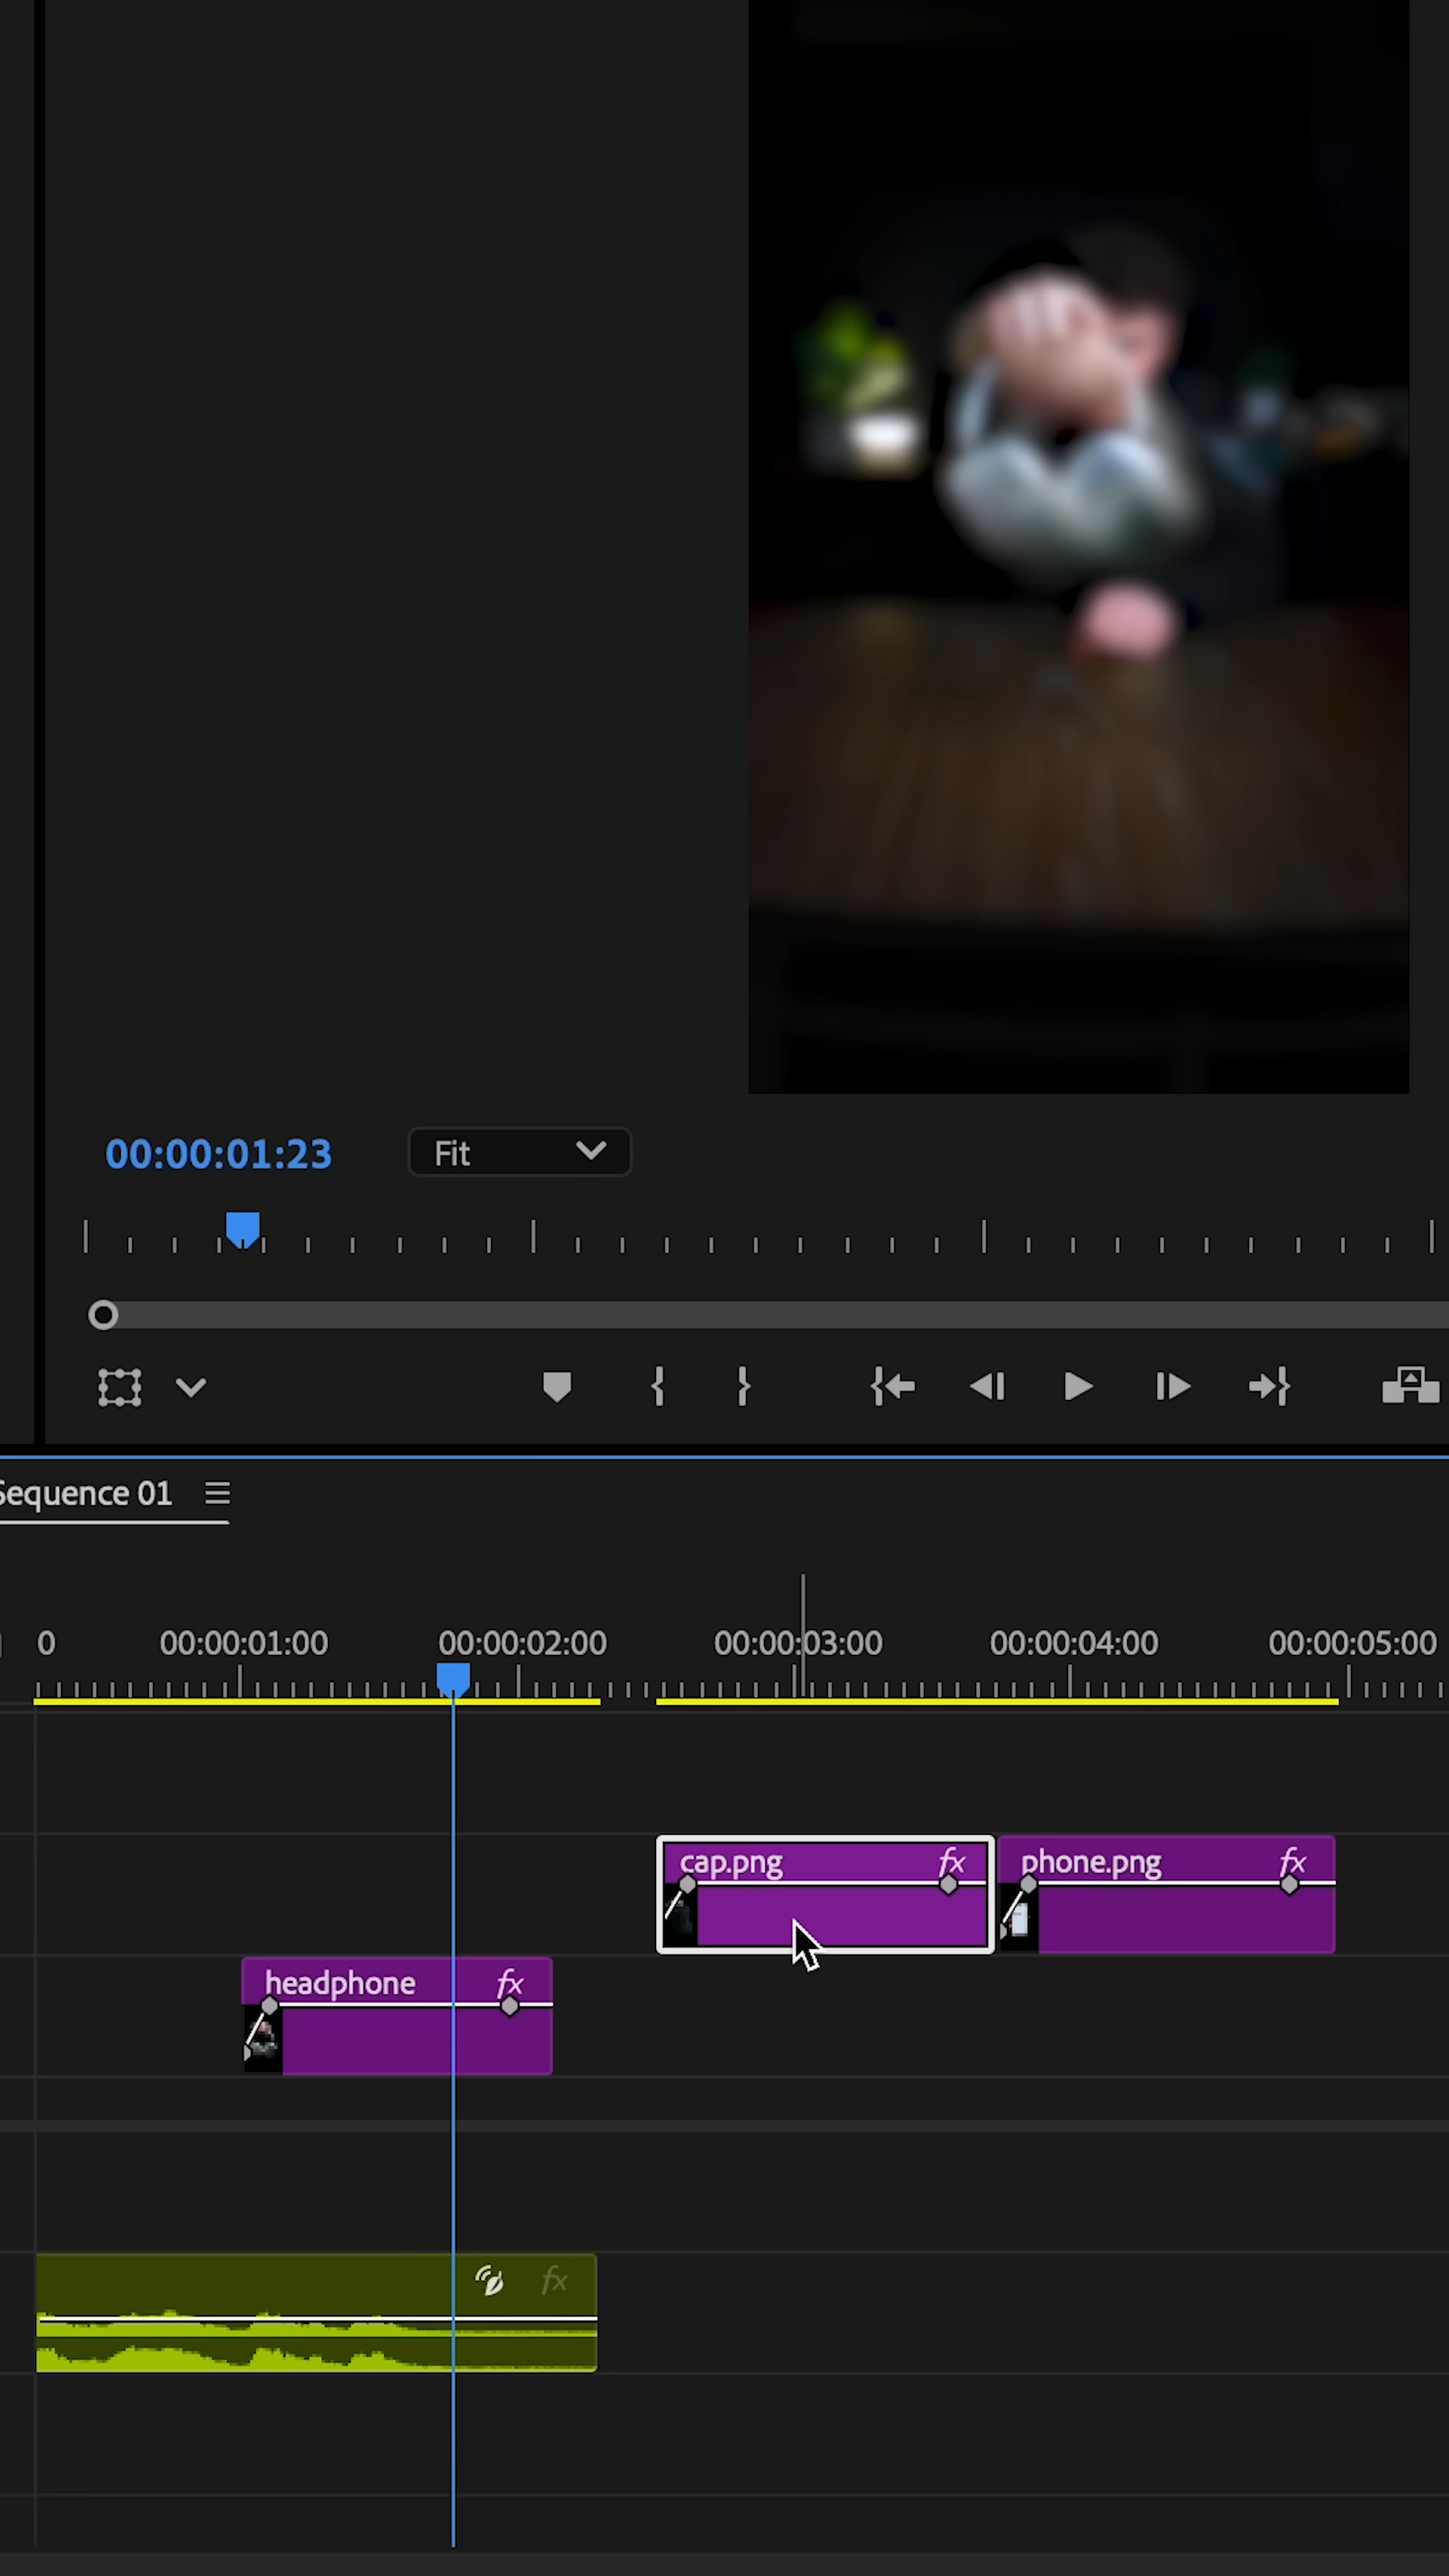 00:00:01:23 Fit
Sequence 01
0 00:00:01:00 00:00:02:00 00:00:03:00 00:00:04:00 00:00:05:00
cap.png fx phone.png fx
headphone fx
fx